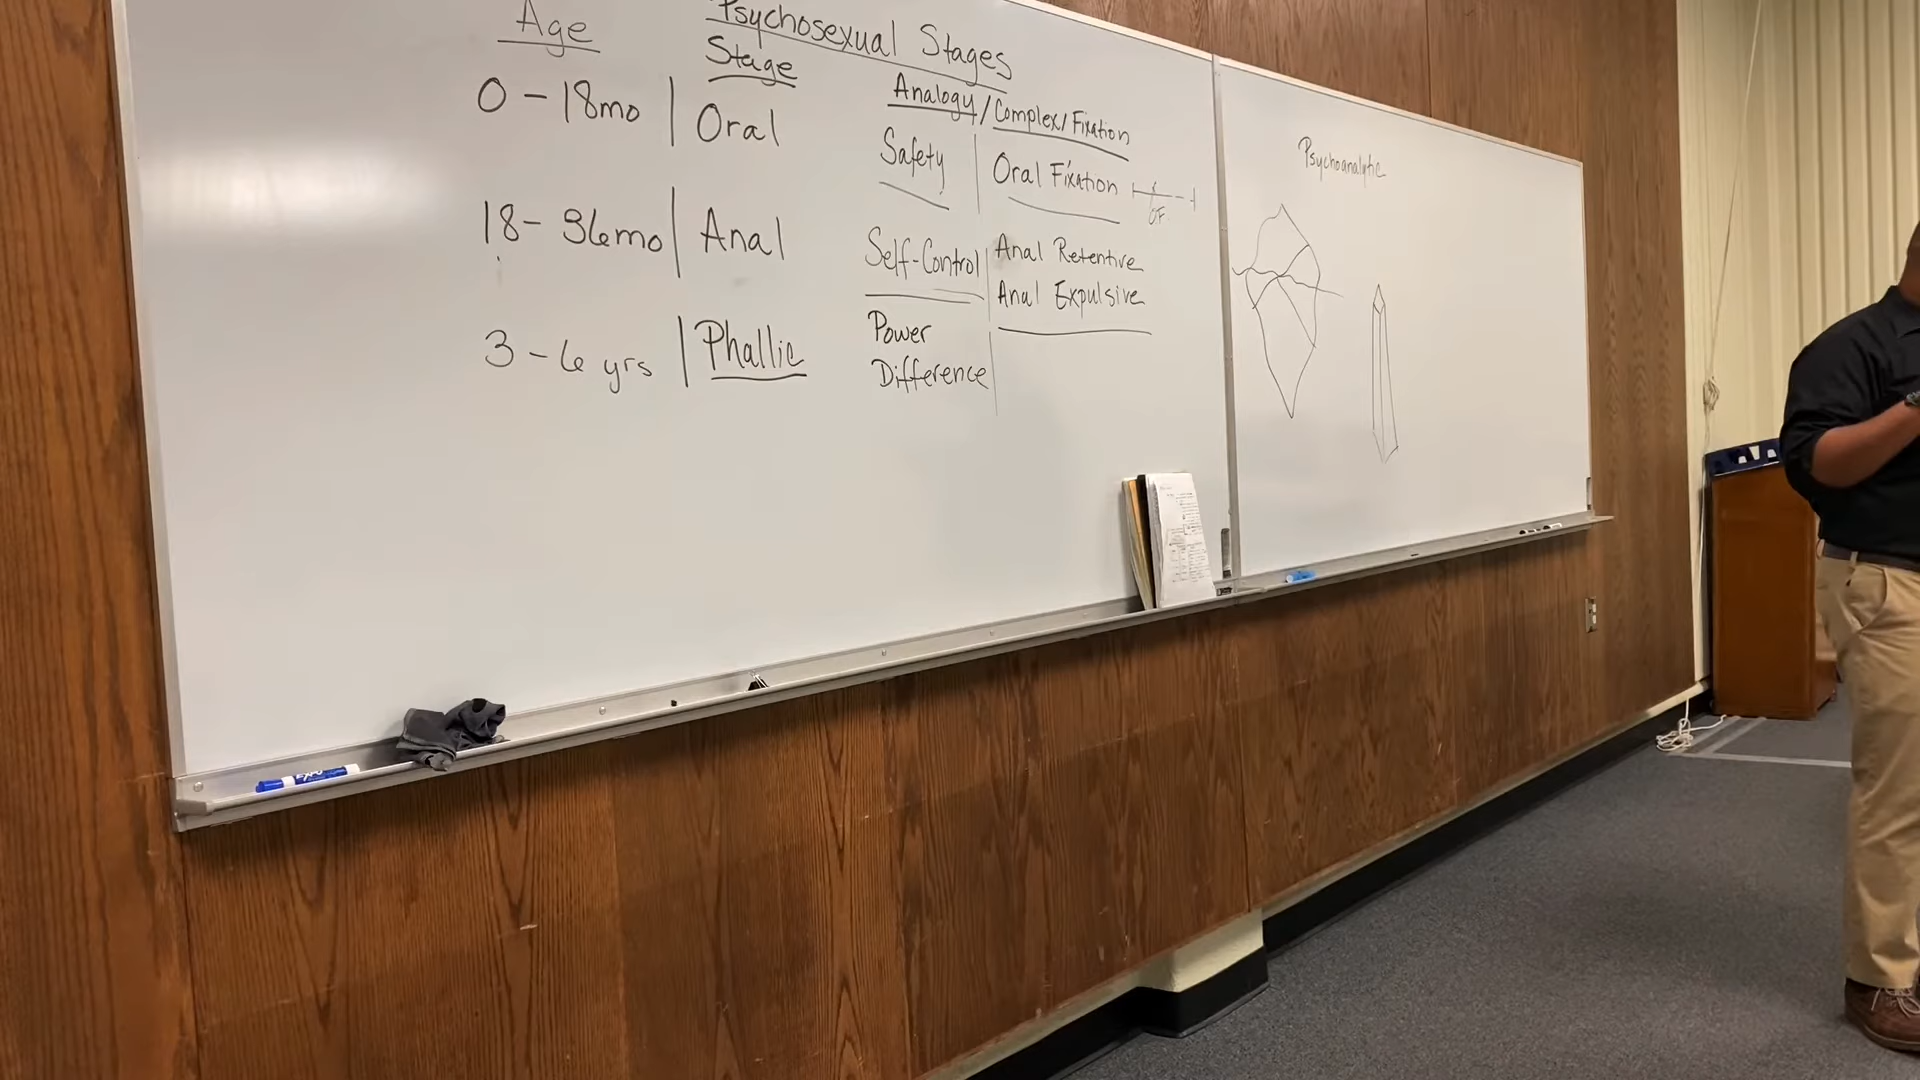 Psychosexual Stages
Age
Stage
Analogy/Complex/Fixation
0-18mo | Oral
Safety
Oral Fixation
OF
18-36mo | Anal
Self-Control
Anal Retentive
Anal Expulsive
3-6 yrs | Phallic
Power
Difference
Psychoanalytic
EXPO